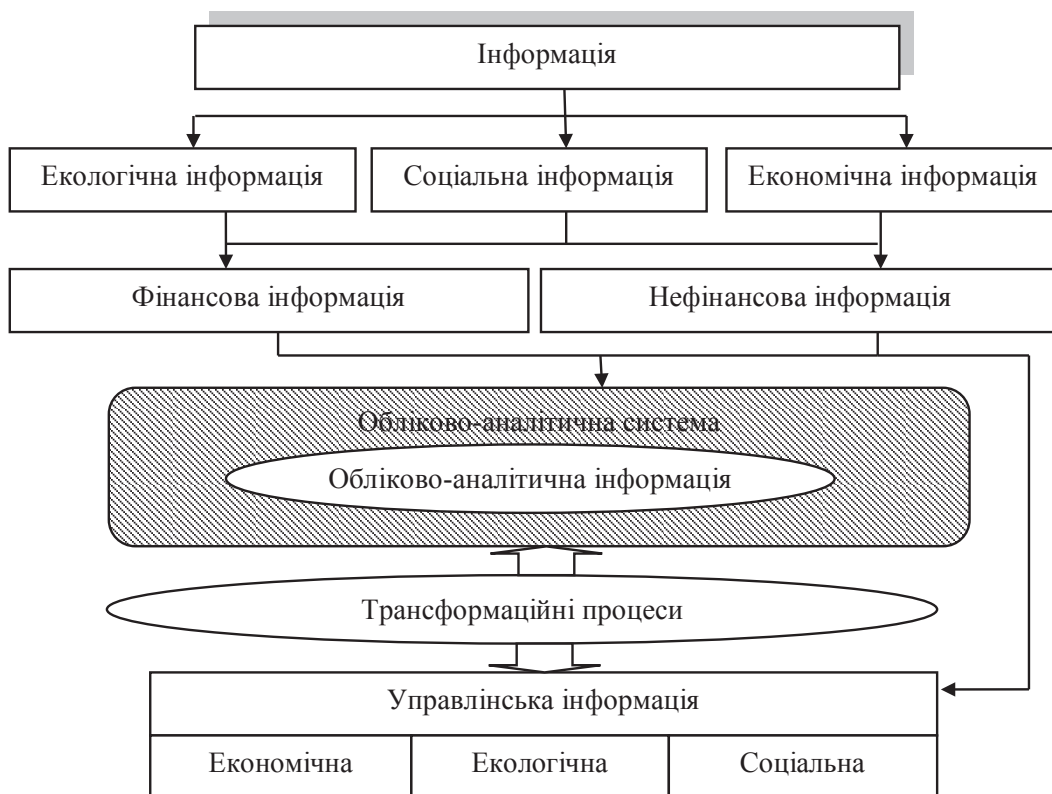 Інформація
Екологічна інформація
Соціальна інформація
Економічна інформація
Фінансова інформація
Нефінансова інформація
Обліково-аналітична система
Обліково-аналітична інформація
Трансформаційні процеси
Управлінська інформація
Економічна
Екологічна
Соціальна